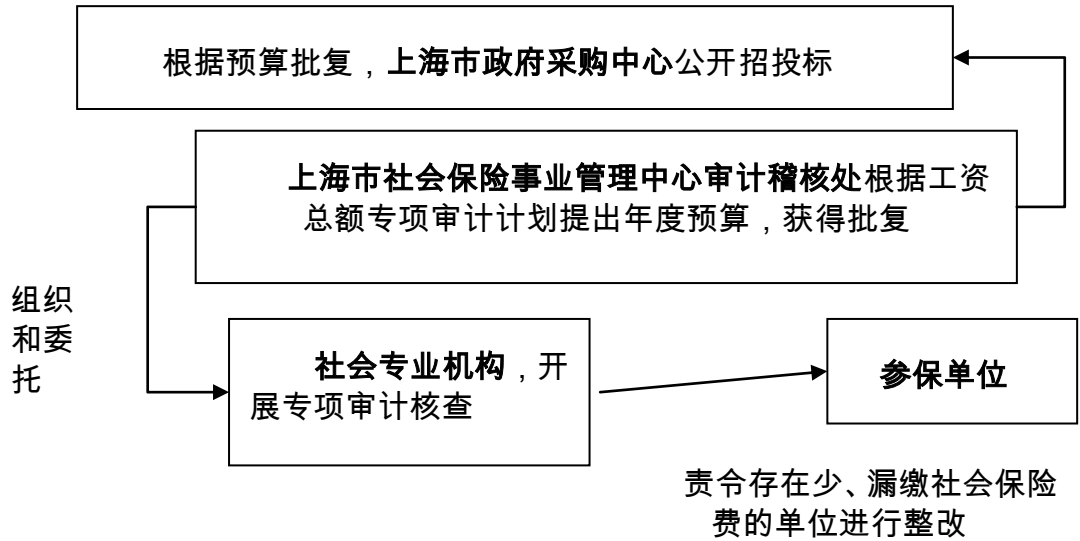 根据预算批复，上海市政府采购中心公开招投标
上海市社会保险事业管理中心审计稽核处根据工资
总额专项审计计划提出年度预算，获得批复
组织
和委
托
社会专业机构，开
展专项审计核查
参保单位
责令存在少、漏缴社会保险
费的单位进行整改